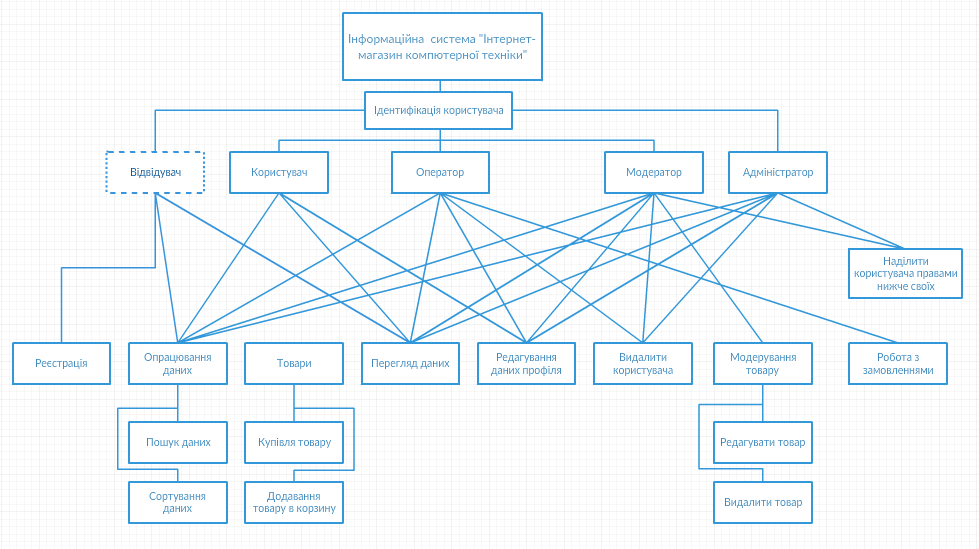 Інформаційна система "Інтернет-
магазин компютерної техніки"
Ідентифікація користувача
Відвідувач
Користувач
Оператор
Модератор
Адміністратор
Наділити
користувача правами
нижче своїх
Реєстрація
Опрацювання
даних
Товари
Перегляд даних
Редагування
даних профіля
Видалити
користувача
Модерування
товару
Робота з
замовленнями
Пошук даних
Купівля товару
Редагувати товар
Сортування
даних
Додавання
товару в корзину
Видалити товар